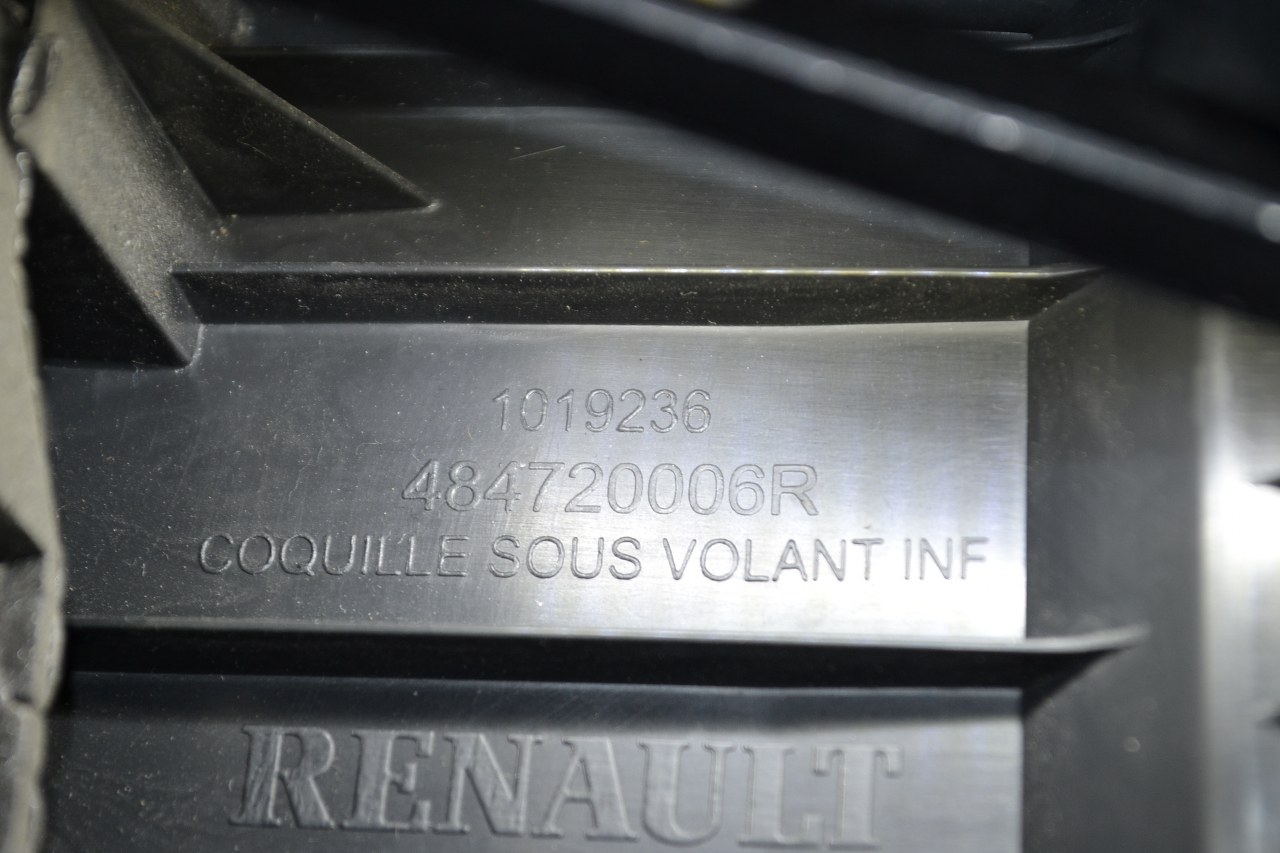 1019236
484720006R
COQUILLE SOUS VOLANT INF
RENAULT